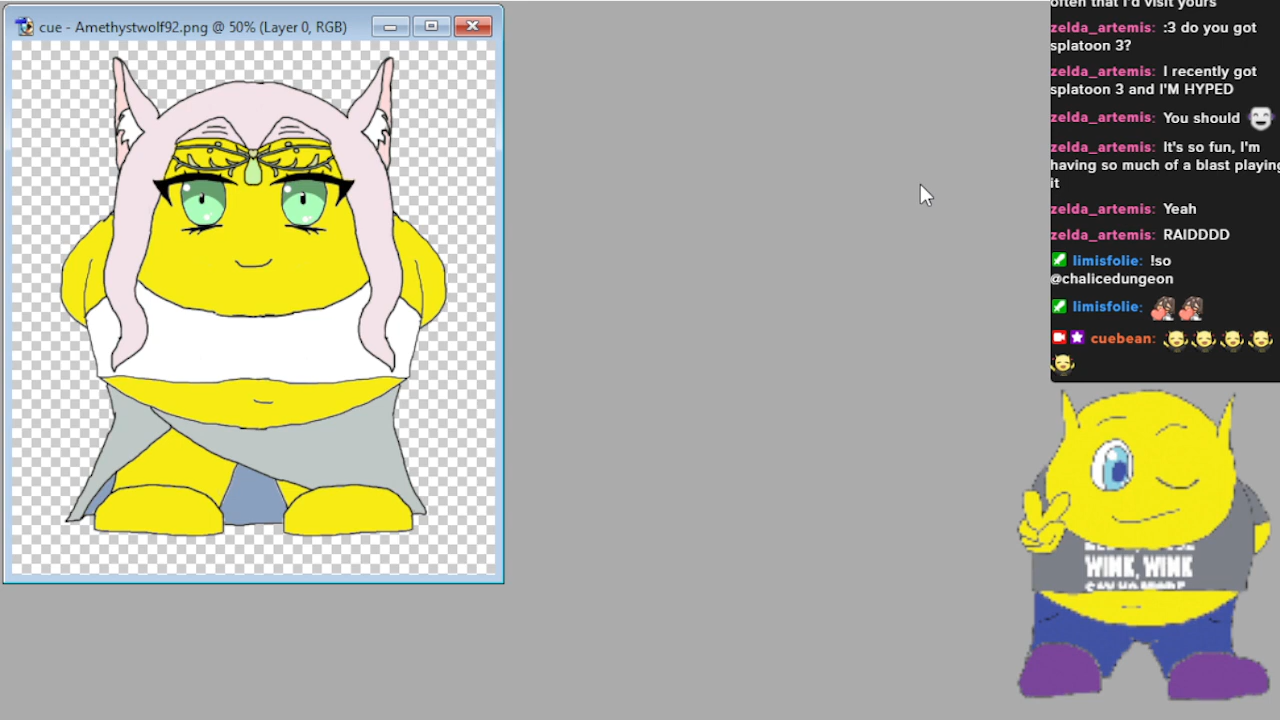 cue - Amethystwolf92.png @ 50% (Layer 0, RGB)
often that I'd visit yours
zelda_artemis: :3 do you got
splatoon 3?
zelda_artemis: I recently got
splatoon 3 and I'M HYPED
zelda_artemis: You should
zelda_artemis: It's so fun, I'm
having so much of a blast playing
it
zelda_artemis: Yeah
zelda_artemis: RAIDDDD
limisfolie: !so
@chalicedungeon
limisfolie:
cuebean:
WINK, WINK